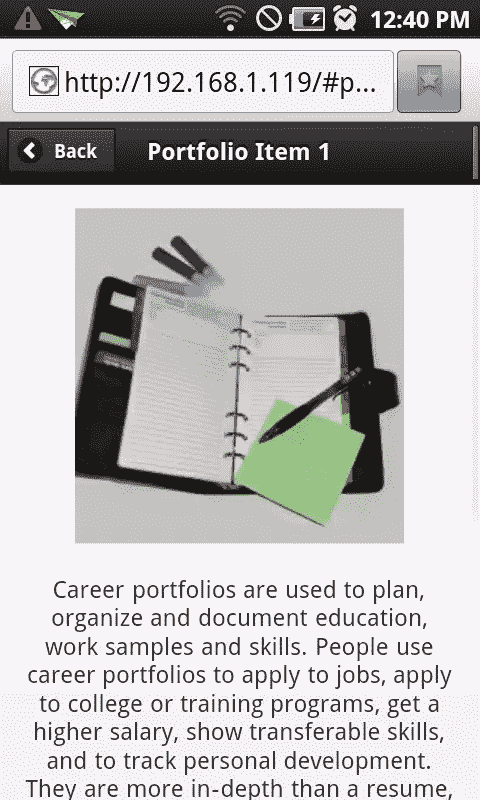 12:40 PM
http://192.168.1.119/#p...
Back
Portfolio Item 1
Career portfolios are used to plan,
organize and document education,
work samples and skills. People use
career portfolios to apply to jobs, apply
to college or training programs, get a
higher salary, show transferable skills,
and to track personal development.
They are more in-depth than a resume,